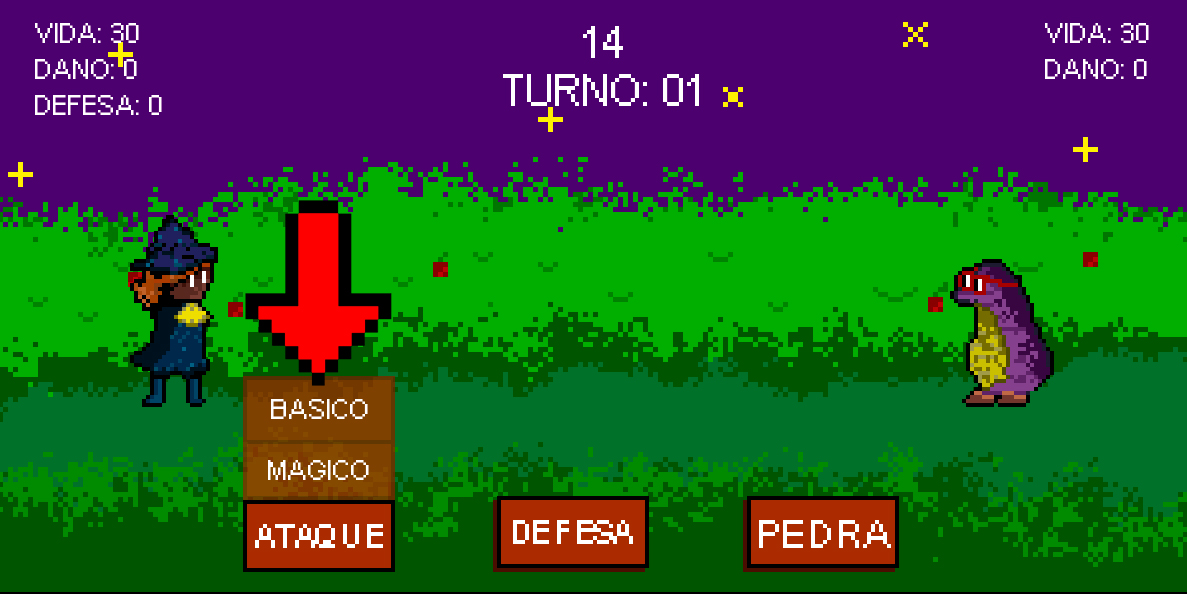 VIDA: 30
DANO: 0
DEFESA: 0
14
TURNO: 01
VIDA: 30
DANO: 0
BASICO
MAGICO
ATAQUE
DEFESA
PEDRA